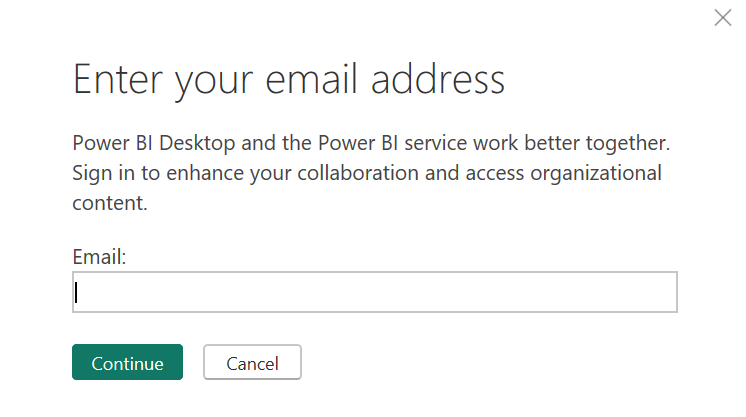 Enter your email address
Power BI Desktop and the Power BI service work better together.
Sign in to enhance your collaboration and access organizational
content.
Email:
Continue
Cancel